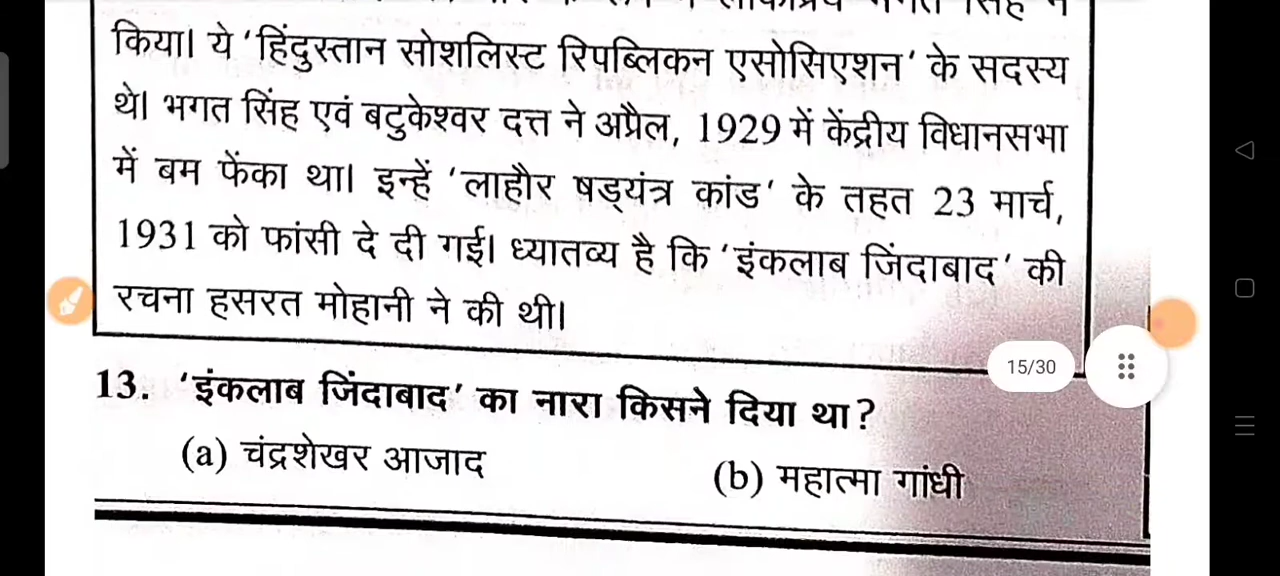 किया। ये ‘हिंदुस्तान सोशलिस्ट रिपब्लिकन एसोसिएशन’ के सदस्य
थे। भगत सिंह एवं बटुकेश्वर दत्त ने अप्रैल, 1929 में केंद्रीय विधानसभा
में बम फेंका था। इन्हें ‘लाहौर षड्यंत्र कांड’ के तहत 23 मार्च,
1931 को फांसी दे दी गई। ध्यातव्य है कि ‘इंकलाब जिंदाबाद’ की
रचना हसरत मोहानी ने की थी।
15/30
13. ‘इंकलाब जिंदाबाद’ का नारा किसने दिया था?
(a) चंद्रशेखर आजाद
(b) महात्मा गांधी